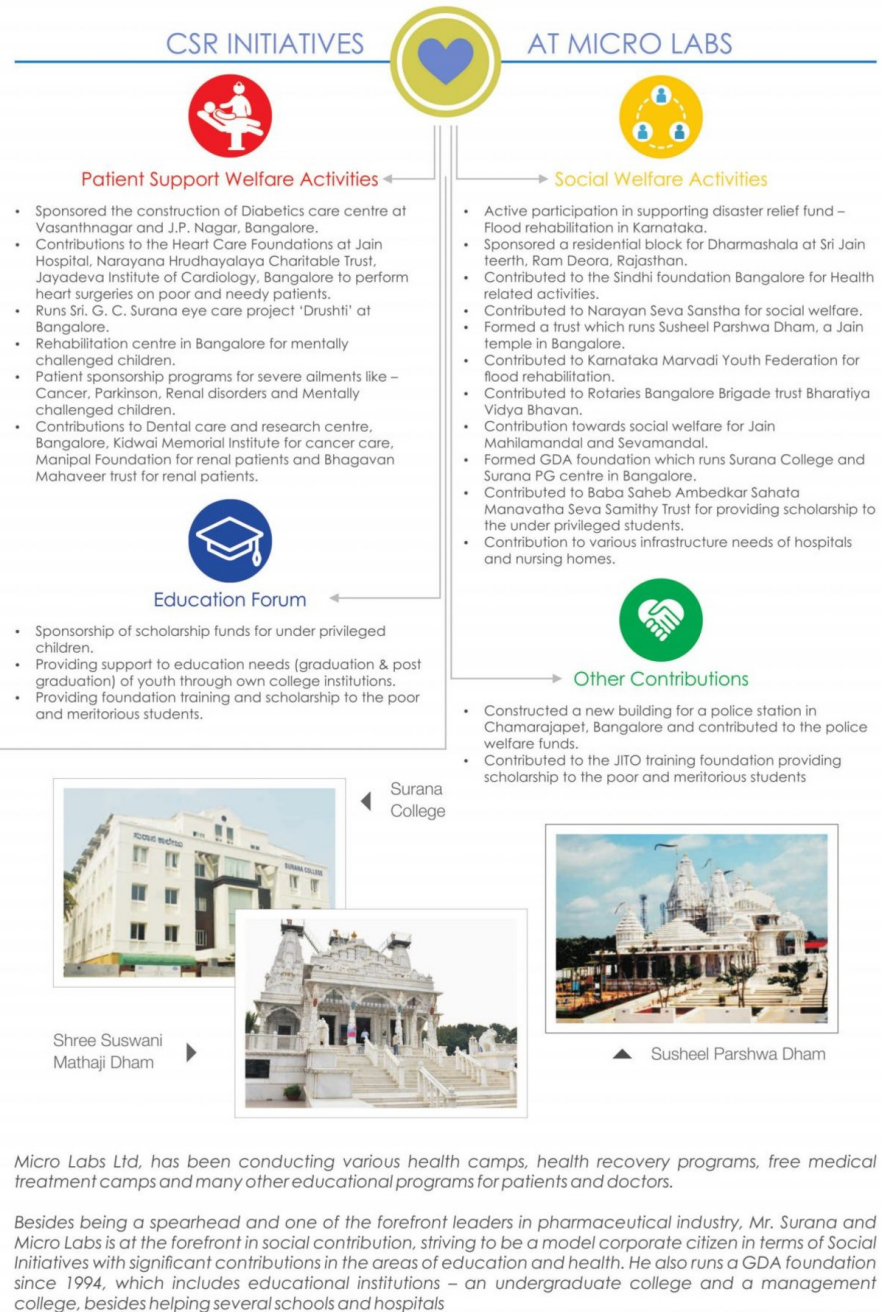 CSR INITIATIVES AT MICRO LABS
Patient Support Welfare Activities
• Sponsored the construction of Diabetics care centre at
Vasanthnagar and J.P. Nagar, Bangalore.
• Contributions to the Heart Care Foundations at Jain
Hospital, Narayana Hrudhayalaya Charitable Trust,
Jayadeva Institute of Cardiology, Bangalore to perform
heart surgeries on poor and needy patients.
• Runs Sri. G. C. Surana eye care project ‘Drushti’ at
Bangalore.
• Rehabilitation centre in Bangalore for mentally
challenged children.
• Patient sponsorship programs for severe ailments like –
Cancer, Parkinson, Renal disorders and Mentally
challenged children.
• Contributions to Dental care and research centre,
Bangalore, Kidwai Memorial Institute for cancer care,
Manipal Foundation for renal patients and Bhagavan
Mahaveer trust for renal patients.
Education Forum
• Sponsorship of scholarship funds for under privileged
children.
• Providing support to education needs (graduation & post
graduation) of youth through own college institutions.
• Providing foundation training and scholarship to the poor
and meritorious students.
Social Welfare Activities
• Active participation in supporting disaster relief fund –
Flood rehabilitation in Karnataka.
• Sponsored a residential block for Dharmashala at Sri Jain
teerth, Ram Deora, Rajasthan.
• Contributed to the Sindhi foundation Bangalore for Health
related activities.
• Contributed to Narayan Seva Sanstha for social welfare.
• Formed a trust which runs Susheel Parshwa Dham, a Jain
temple in Bangalore.
• Contributed to Karnataka Marvadi Youth Federation for
flood rehabilitation.
• Contributed to Rotaries Bangalore Brigade trust Bharatiya
Vidya Bhavan.
• Contribution towards social welfare for Jain
Mahilamandal and Sevamandal.
• Formed GDA foundation which runs Surana College and
Surana PG centre in Bangalore.
• Contributed to Baba Saheb Ambedkar Sahata
Manavatha Seva Samithy Trust for providing scholarship to
the under privileged students.
• Contribution to various infrastructure needs of hospitals
and nursing homes.
Other Contributions
• Constructed a new building for a police station in
Chamarajapet, Bangalore and contributed to the police
welfare funds.
• Contributed to the JITO training foundation providing
scholarship to the poor and meritorious students
Surana
College
ಸುರಾನ ಕಾಲೇಜು
SURANA COLLEGE
Shree Suswani
Mathaji Dham
Susheel Parshwa Dham
Micro Labs Ltd, has been conducting various health camps, health recovery programs, free medical
treatment camps and many other educational programs for patients and doctors.
Besides being a spearhead and one of the forefront leaders in pharmaceutical industry, Mr. Surana and
Micro Labs is at the forefront in social contribution, striving to be a model corporate citizen in terms of Social
Initiatives with significant contributions in the areas of education and health. He also runs a GDA foundation
since 1994, which includes educational institutions – an undergraduate college and a management
college, besides helping several schools and hospitals